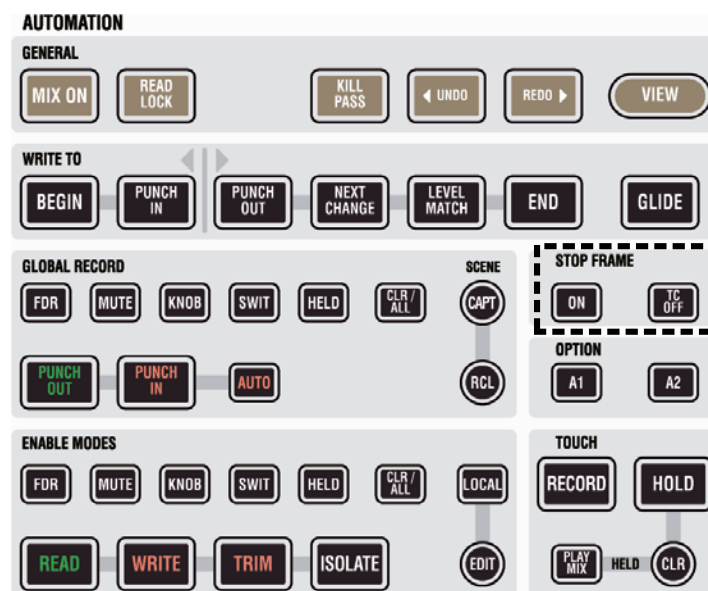 AUTOMATION
GENERAL
MIX ON
READ
LOCK
KILL
PASS
UNDO
REDO
VIEW
WRITE TO
BEGIN
PUNCH
IN
PUNCH
OUT
NEXT
CHANGE
LEVEL
MATCH
END
GLIDE
GLOBAL RECORD
SCENE
FDR
MUTE
KNOB
SWIT
HELD
CLR /
ALL
CAPT
PUNCH
OUT
PUNCH
IN
AUTO
RCL
STOP FRAME
ON
TC
OFF
OPTION
A1
A2
ENABLE MODES
FDR
MUTE
KNOB
SWIT
HELD
CLR /
ALL
LOCAL
READ
WRITE
TRIM
ISOLATE
EDIT
TOUCH
RECORD
HOLD
PLAY
MIX
HELD
CLR